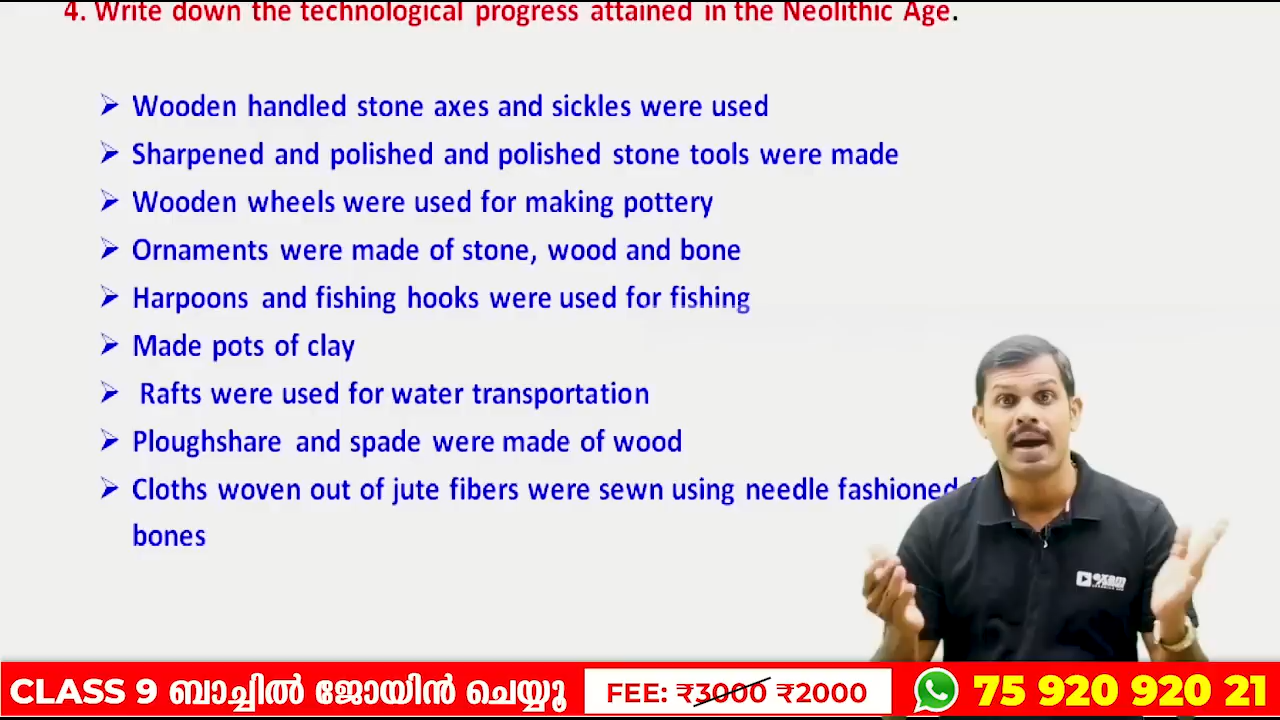 4. Write down the technological progress attained in the Neolithic Age.
➢ Wooden handled stone axes and sickles were used
➢ Sharpened and polished and polished stone tools were made
➢ Wooden wheels were used for making pottery
➢ Ornaments were made of stone, wood and bone
➢ Harpoons and fishing hooks were used for fishing
➢ Made pots of clay
➢ Rafts were used for water transportation
➢ Ploughshare and spade were made of wood
➢ Cloths woven out of jute fibers were sewn using needle fashioned
bones
exam
CLASS 9 ബാച്ചിൽ ജോയിൻ ചെയ്യൂ FEE: ₹3000 ₹2000 75 920 920 21